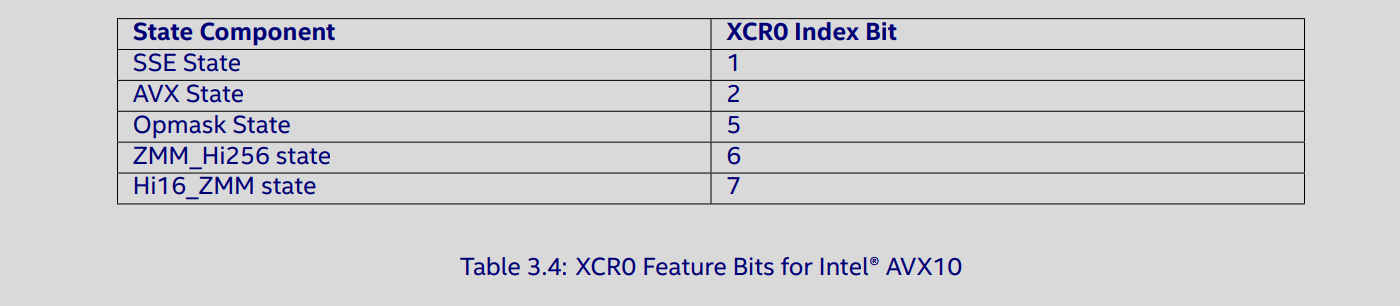 State Component XCR0 Index Bit
SSE State 1
AVX State 2
Opmask State 5
ZMM_Hi256 state 6
Hi16_ZMM state 7
Table 3.4: XCR0 Feature Bits for Intel® AVX10